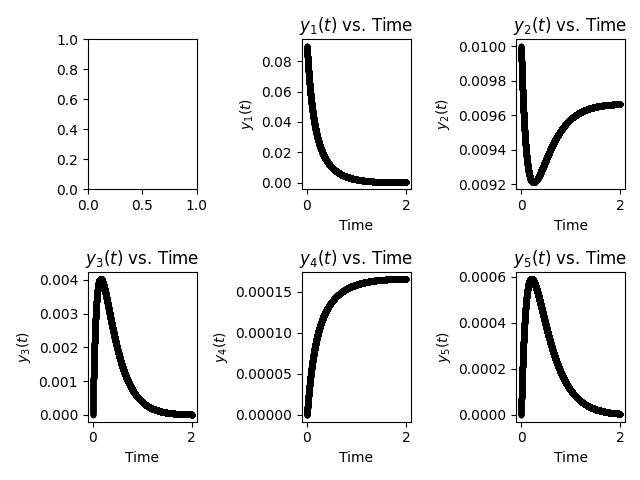 y₁(t) vs. Time
y₂(t) vs. Time
1.0
0.8
0.6
0.4
0.2
0.0
0.0 0.5 1.0
y₁(t)
0.08
0.06
0.04
0.02
0.00
0 2
Time
y₂(t)
0.0100
0.0098
0.0096
0.0094
0.0092
0 2
Time
y₃(t) vs. Time
y₃(t)
0.004
0.003
0.002
0.001
0.000
0 2
Time
y₄(t) vs. Time
y₄(t)
0.00015
0.00010
0.00005
0.00000
0 2
Time
y₅(t) vs. Time
y₅(t)
0.0006
0.0004
0.0002
0.0000
0 2
Time